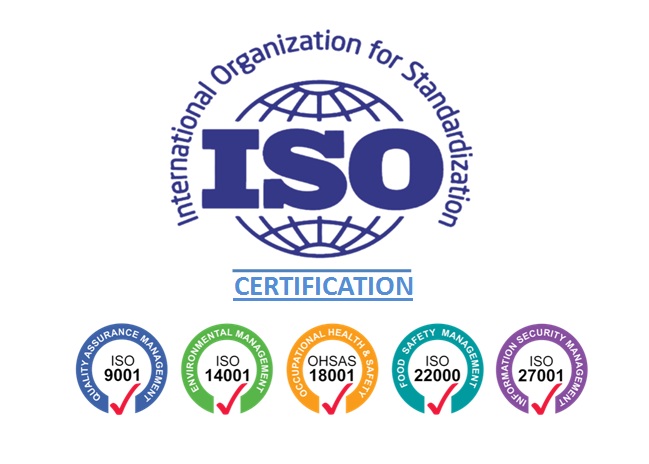 International Organization for Standardization
ISO
CERTIFICATION
QUALITY ASSURANCE MANAGEMENT
ISO
9001
ENVIRONMENTAL MANAGEMENT
ISO
14001
OCCUPATIONAL HEALTH & SAFETY
OHSAS
18001
FOOD SAFETY MANAGEMENT
ISO
22000
INFORMATION SECURITY MANAGEMENT
ISO
27001